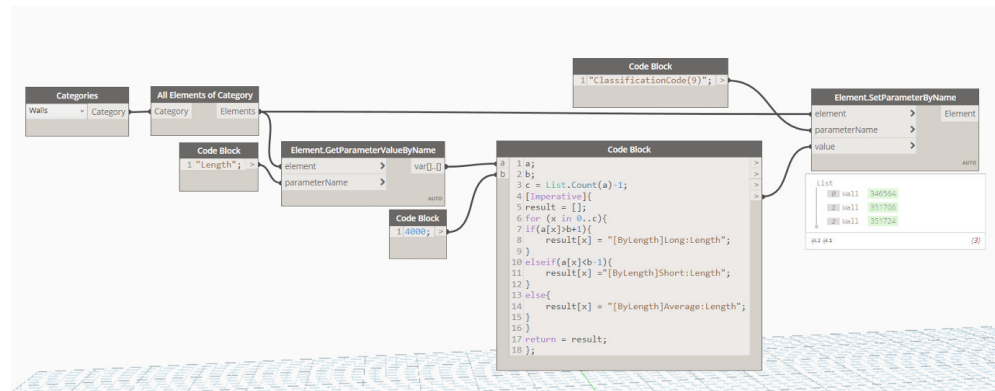 Categories
Walls
Category
All Elements of Category
Category Elements
Code Block
1 "Length"; >
Element.GetParameterValueByName
element > var[]..[]
parameterName >
AUTO
Code Block
1 4000; >
Code Block
1 "ClassificationCode(9)"; >
Code Block
a
b
1 a;
2 b;
3 c = List.Count(a)-1;
4 [Imperative]{
5 result = [];
6 for (x in 0..c){
7 if(a[x]>b+1){
8 result[x] = "[ByLength]Long:Length";
9 }
10 elseif(a[x]<b-1){
11 result[x] ="[ByLength]Short:Length";
12 }
13 else{
14 result[x] = "[ByLength]Average:Length";
15 }
16 }
17 return = result;
18 };
>
>
>
>
Element.SetParameterByName
element > Element
parameterName >
value >
AUTO
List
0 Wall 346564
1 Wall 351706
2 Wall 351724
@L2 @L1
{3}